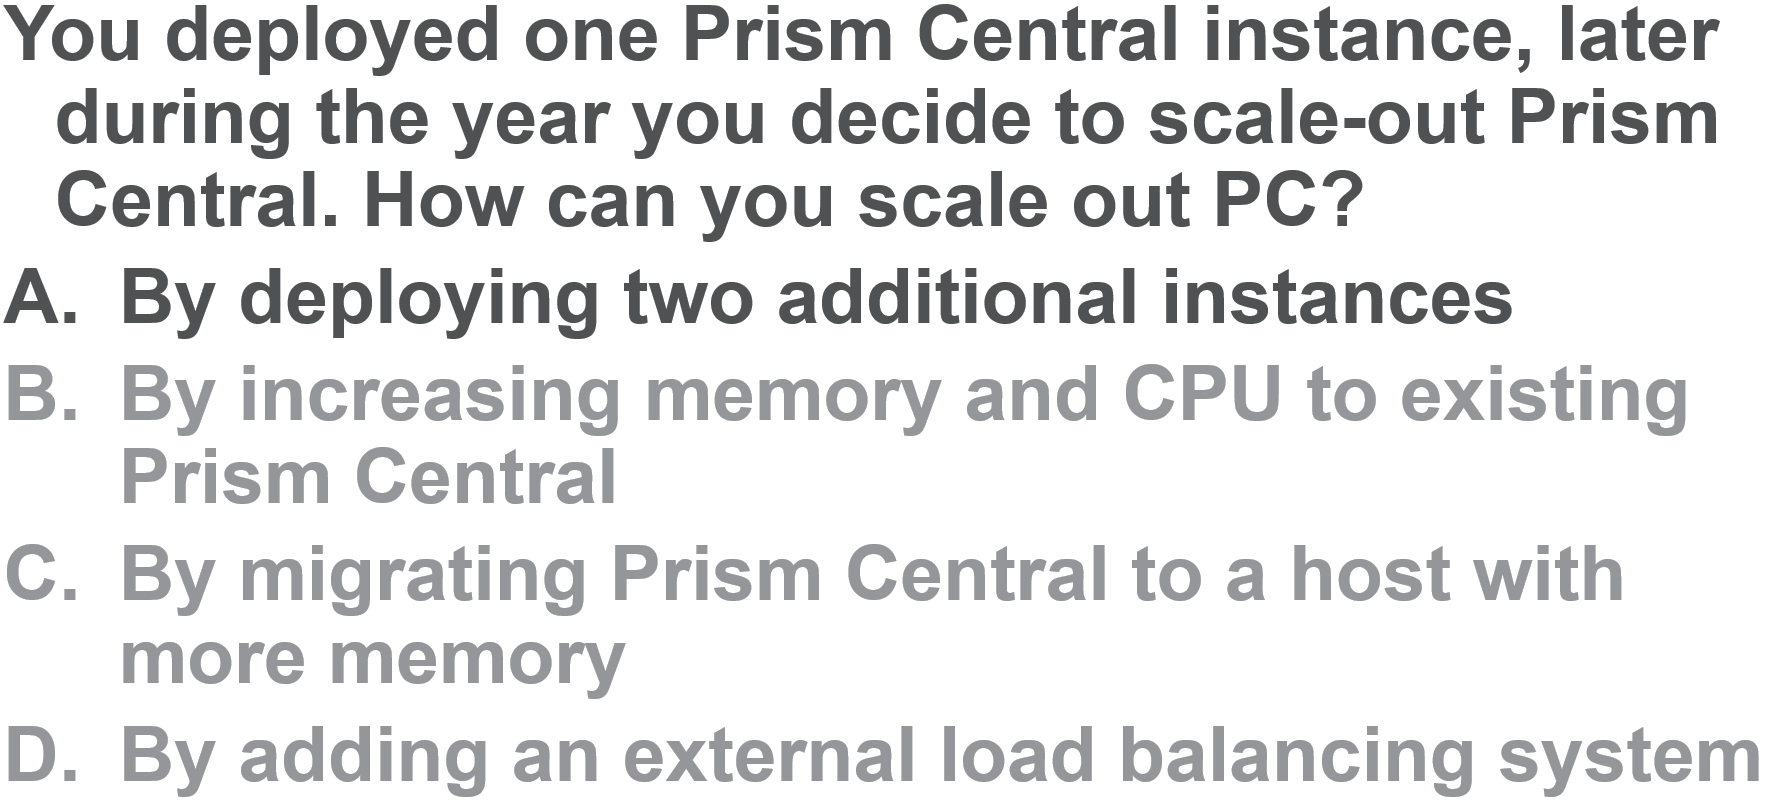 You deployed one Prism Central instance, later
during the year you decide to scale-out Prism
Central. How can you scale out PC?
A. By deploying two additional instances
B. By increasing memory and CPU to existing
Prism Central
C. By migrating Prism Central to a host with
more memory
D. By adding an external load balancing system